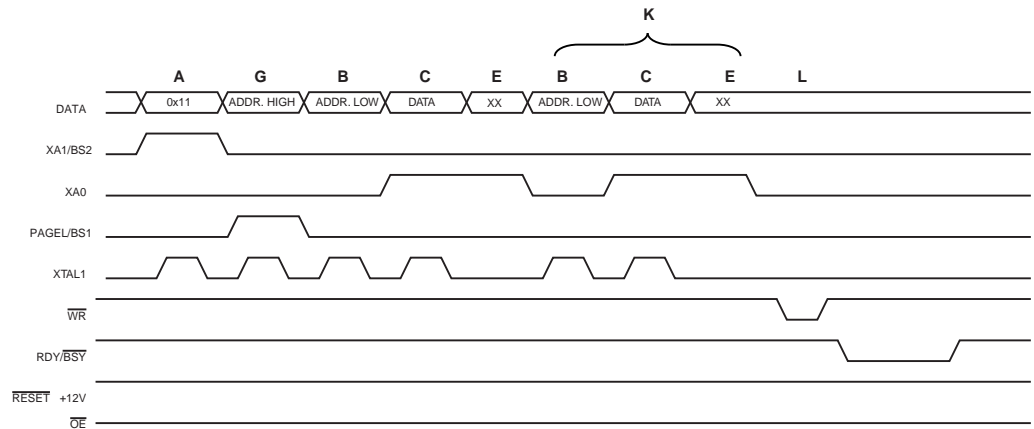 K
A G B C E B C E L
DATA 0x11 ADDR. HIGH ADDR. LOW DATA XX ADDR. LOW DATA XX
XA1/BS2
XA0
PAGEL/BS1
XTAL1
WR
RDY/BSY
RESET +12V
OE